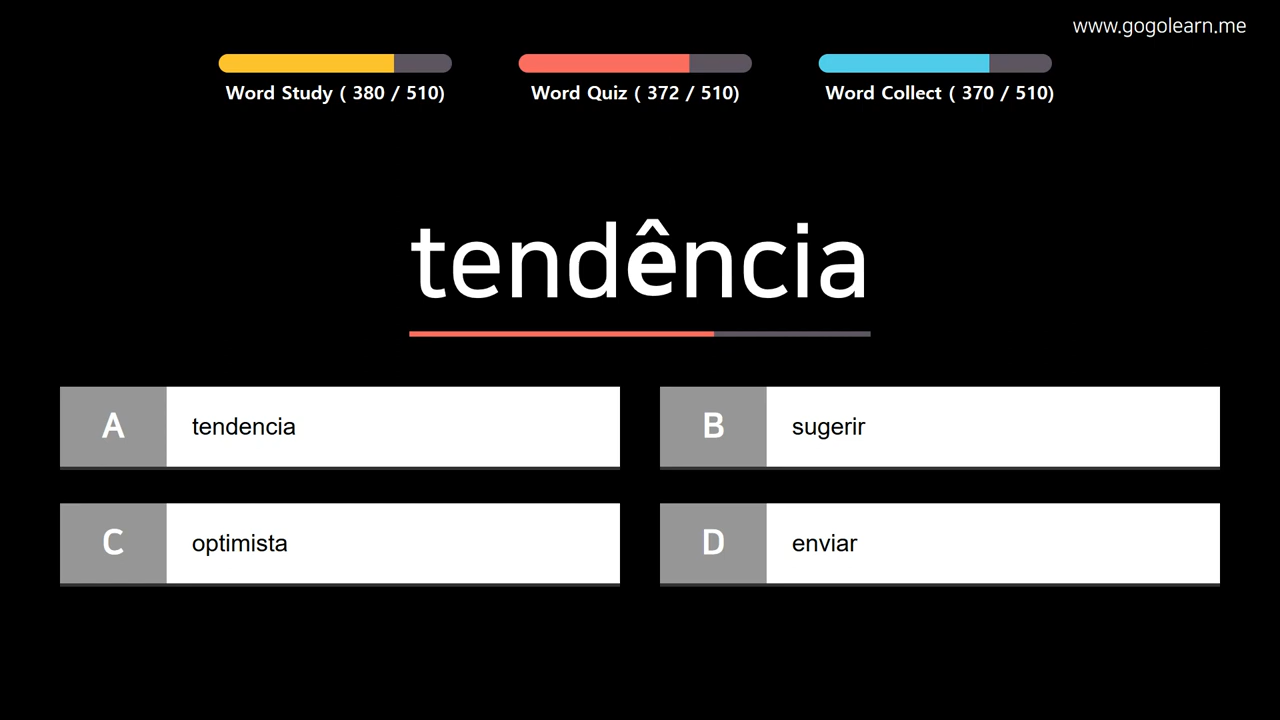 www.gogolearn.me
Word Study ( 380 / 510)
Word Quiz ( 372 / 510)
Word Collect ( 370 / 510)
tendência
A tendencia
B sugerir
C optimista
D enviar